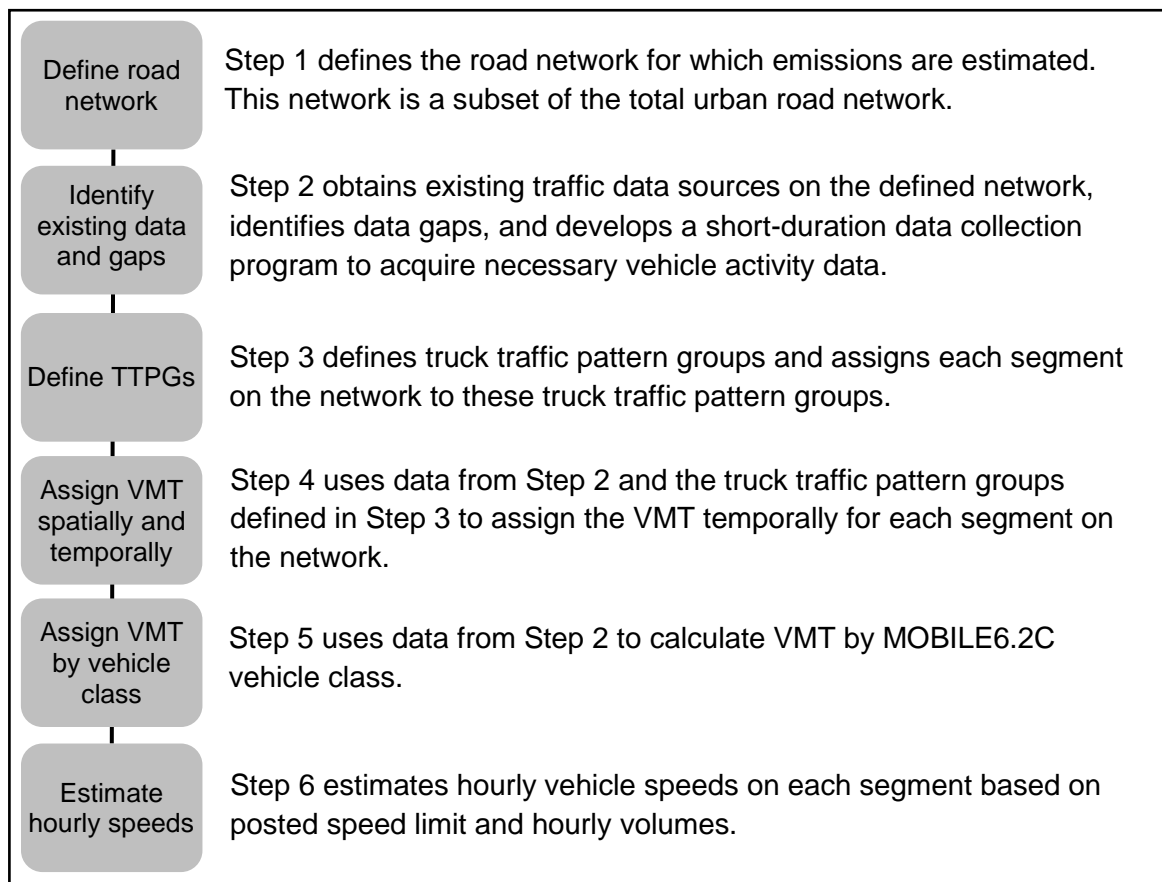 Define road
network
Step 1 defines the road network for which emissions are estimated.
This network is a subset of the total urban road network.
Identify
existing data
and gaps
Step 2 obtains existing traffic data sources on the defined network,
identifies data gaps, and develops a short-duration data collection
program to acquire necessary vehicle activity data.
Define TTPGs
Step 3 defines truck traffic pattern groups and assigns each segment
on the network to these truck traffic pattern groups.
Assign VMT
spatially and
temporally
Step 4 uses data from Step 2 and the truck traffic pattern groups
defined in Step 3 to assign the VMT temporally for each segment on
the network.
Assign VMT
by vehicle
class
Step 5 uses data from Step 2 to calculate VMT by MOBILE6.2C
vehicle class.
Estimate
hourly speeds
Step 6 estimates hourly vehicle speeds on each segment based on
posted speed limit and hourly volumes.